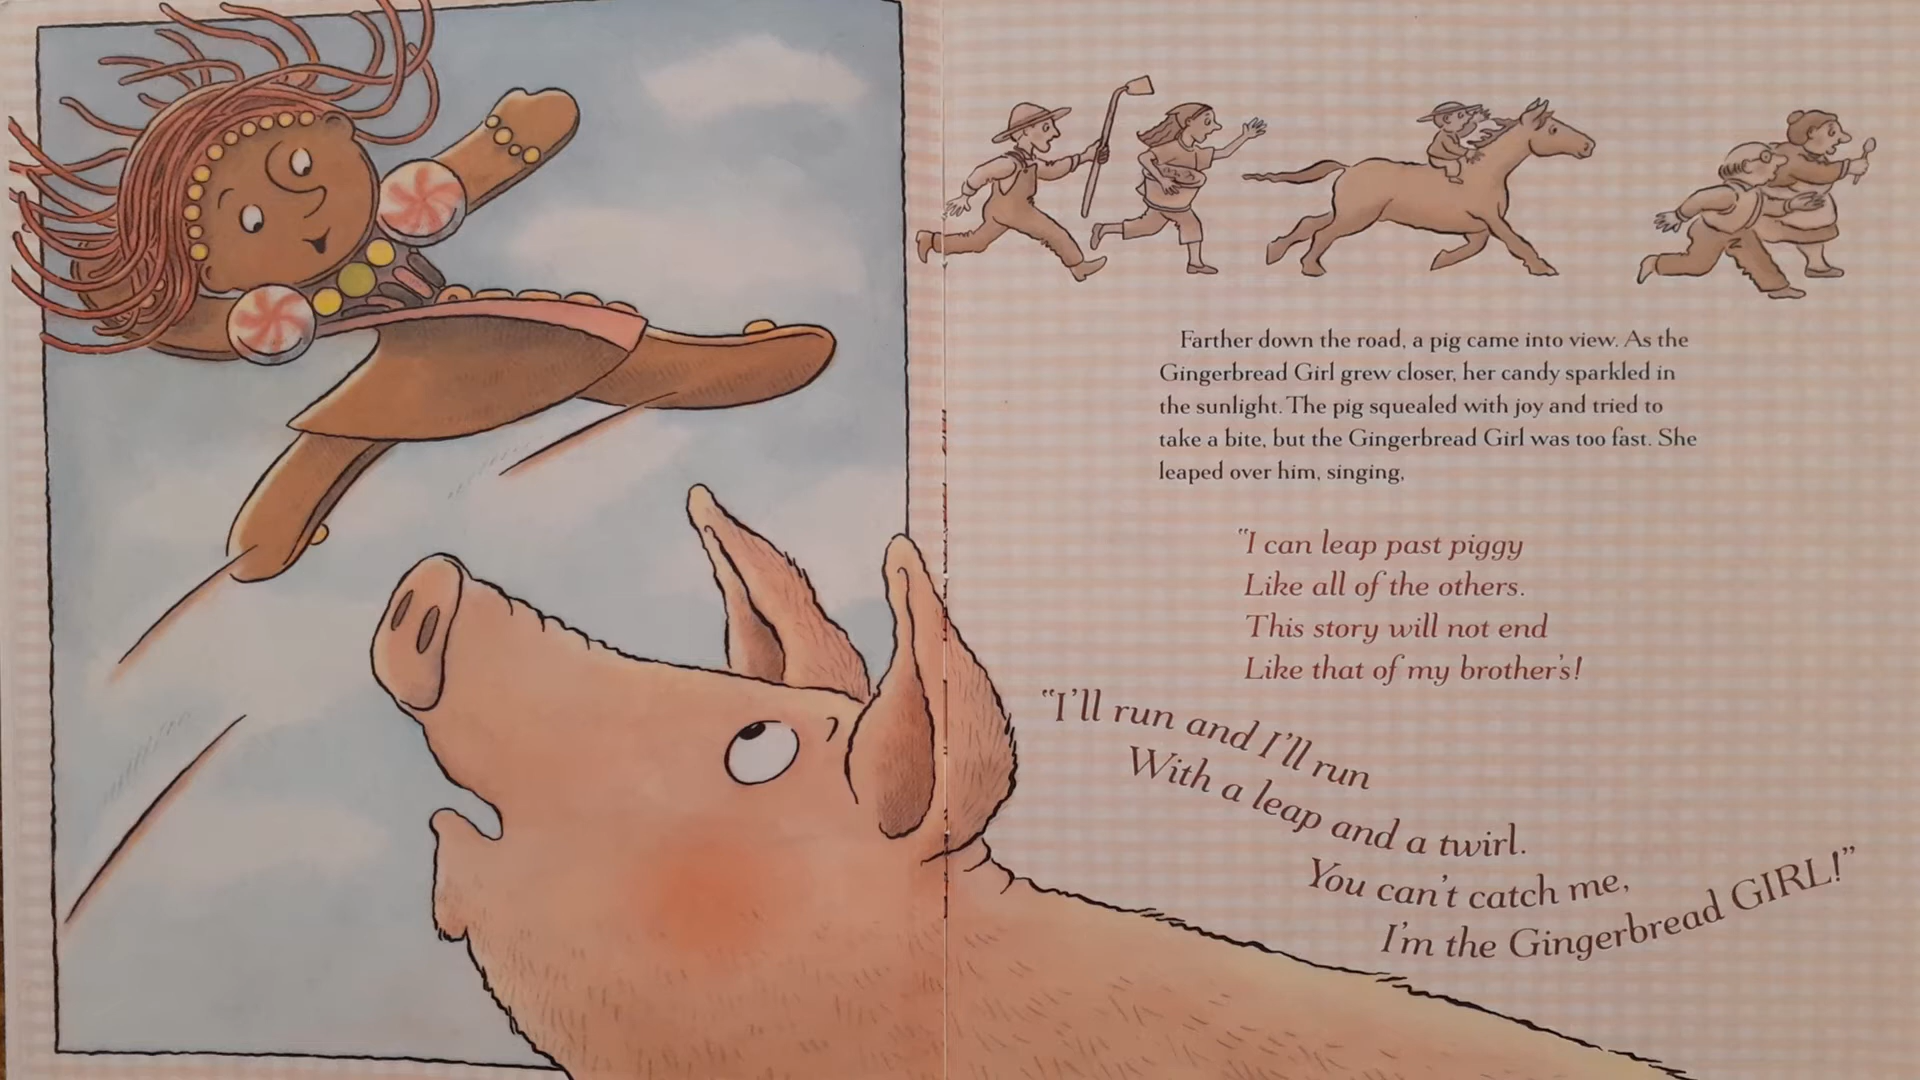 Farther down the road, a pig came into view. As the
Gingerbread Girl grew closer, her candy sparkled in
the sunlight. The pig squealed with joy and tried to
take a bite, but the Gingerbread Girl was too fast. She
leaped over him, singing,
"I can leap past piggy
Like all of the others.
This story will not end
Like that of my brother's!
"I'll run and I'll run
With a leap and a twirl.
You can't catch me,
I'm the Gingerbread GIRL!"